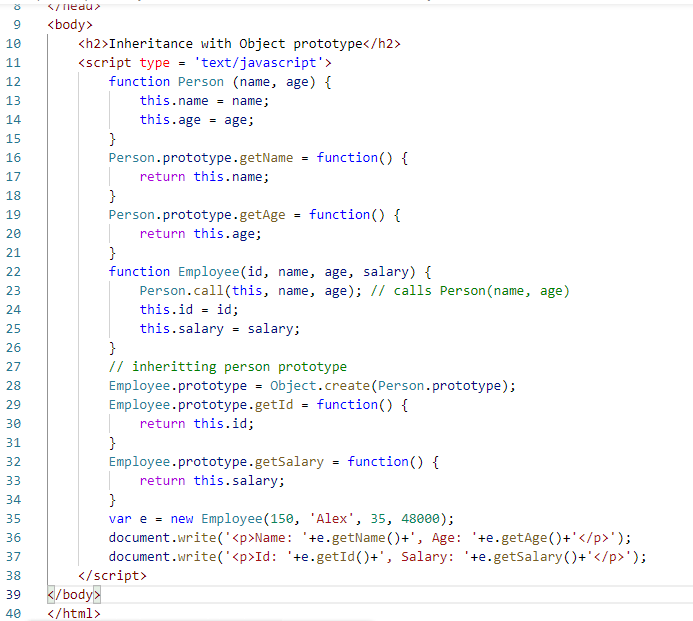 8 </head>
9 <body>
10 <h2>Inheritance with Object prototype</h2>
11 <script type = 'text/javascript'>
12 function Person (name, age) {
13 this.name = name;
14 this.age = age;
15 }
16 Person.prototype.getName = function() {
17 return this.name;
18 }
19 Person.prototype.getAge = function() {
20 return this.age;
21 }
22 function Employee(id, name, age, salary) {
23 Person.call(this, name, age); // calls Person(name, age)
24 this.id = id;
25 this.salary = salary;
26 }
27 // inheritting person prototype
28 Employee.prototype = Object.create(Person.prototype);
29 Employee.prototype.getId = function() {
30 return this.id;
31 }
32 Employee.prototype.getSalary = function() {
33 return this.salary;
34 }
35 var e = new Employee(150, 'Alex', 35, 48000);
36 document.write('<p>Name: '+e.getName()+', Age: '+e.getAge()+'</p>');
37 document.write('<p>Id: '+e.getId()+', Salary: '+e.getSalary()+'</p>');
38 </script>
39 </body>
40 </html>